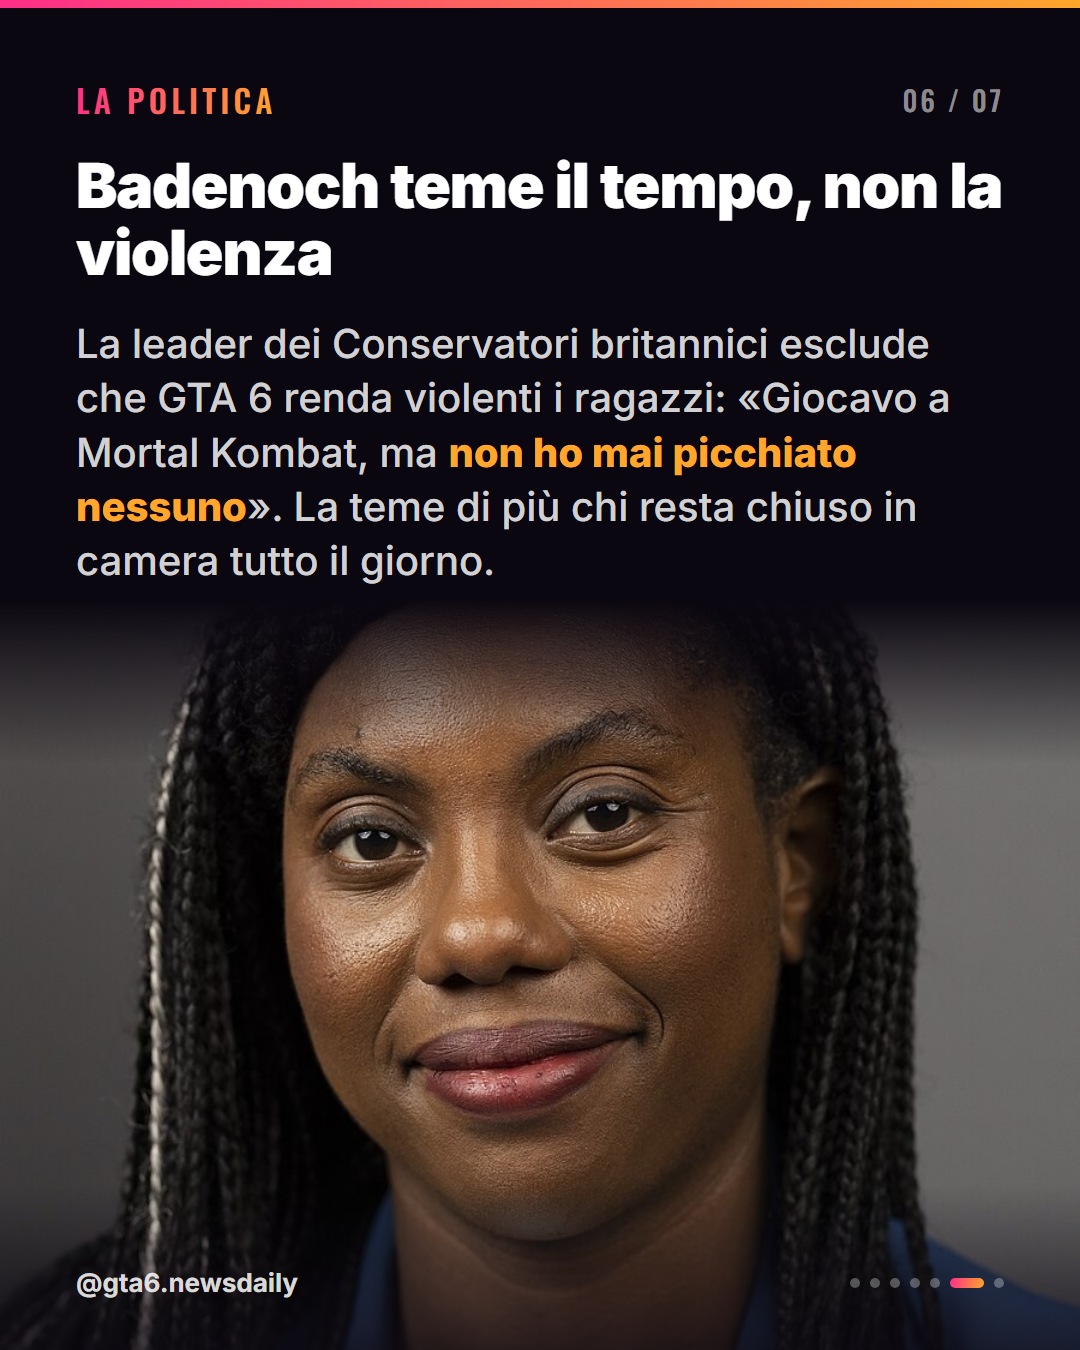 LA POLITICA
06 / 07
Badenoch teme il tempo, non la
violenza
La leader dei Conservatori britannici esclude
che GTA 6 renda violenti i ragazzi: «Giocavo a
Mortal Kombat, ma non ho mai picchiato
nessuno». La teme di più chi resta chiuso in
camera tutto il giorno.
@gta6.newsdaily